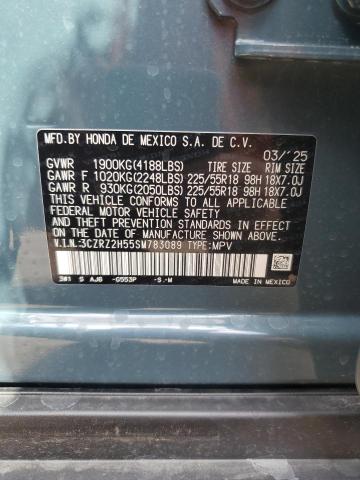 MFD.BY HONDA DE MEXICO S.A. DE C.V.
03/'25
GVWR 1900KG(4188LBS) TIRE SIZE RIM SIZE
GAWR F 1020KG(2248LBS) 225/55R18 98H 18X7.0J
GAWR R 930KG(2050LBS) 225/55R18 98H 18X7.0J
THIS VEHICLE CONFORMS TO ALL APPLICABLE
FEDERAL MOTOR VEHICLE SAFETY STANDARDS IN
EFFECT ON THE DATE OF MANUFACTURE SHOWN ABOVE.
V.I.N.:3CZRZ2H55SM783089 TYPE:MPV
3W1 S AJ6 -G553P -S.-M
MADE IN MEXICO